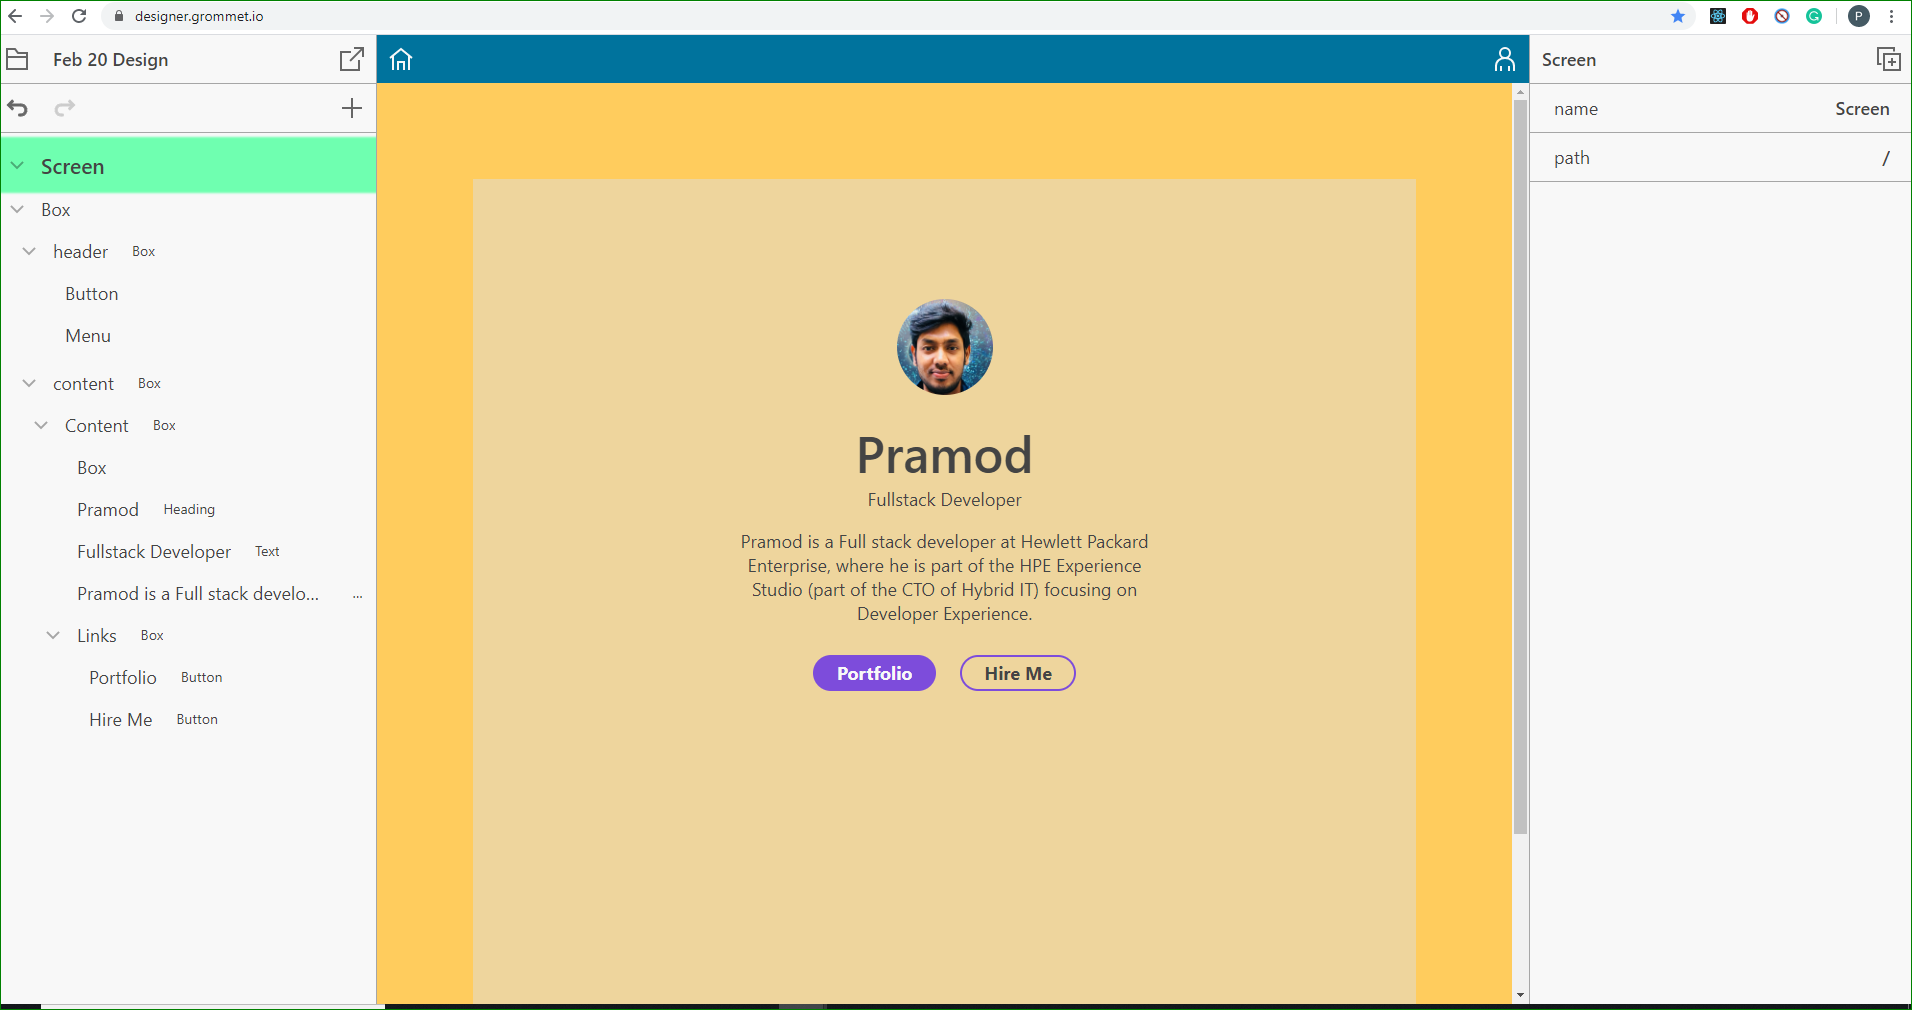 designer.grommet.io
P
Feb 20 Design
Screen
Box
header Box
Button
Menu
content Box
Content Box
Box
Pramod Heading
Fullstack Developer Text
Pramod is a Full stack develo... ...
Links Box
Portfolio Button
Hire Me Button
Pramod
Fullstack Developer
Pramod is a Full stack developer at Hewlett Packard
Enterprise, where he is part of the HPE Experience
Studio (part of the CTO of Hybrid IT) focusing on
Developer Experience.
Portfolio Hire Me
Screen
name Screen
path /